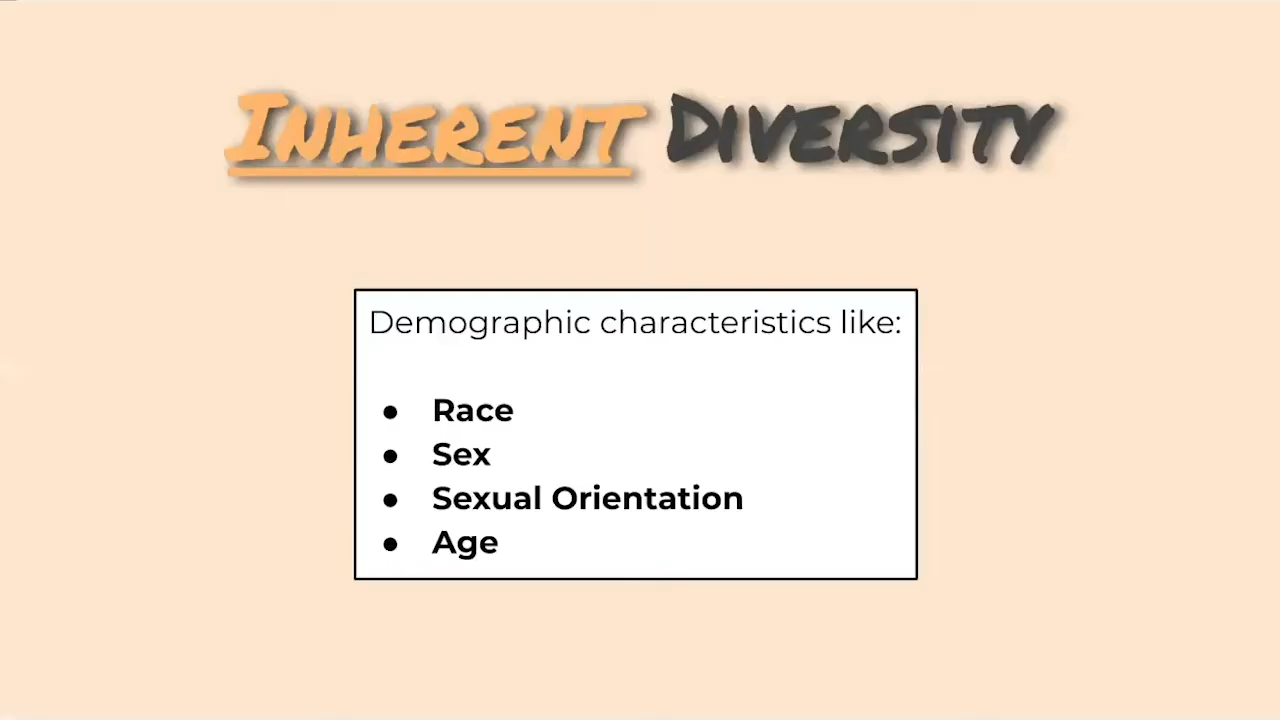 Inherent Diversity
Demographic characteristics like:
● Race
● Sex
● Sexual Orientation
● Age